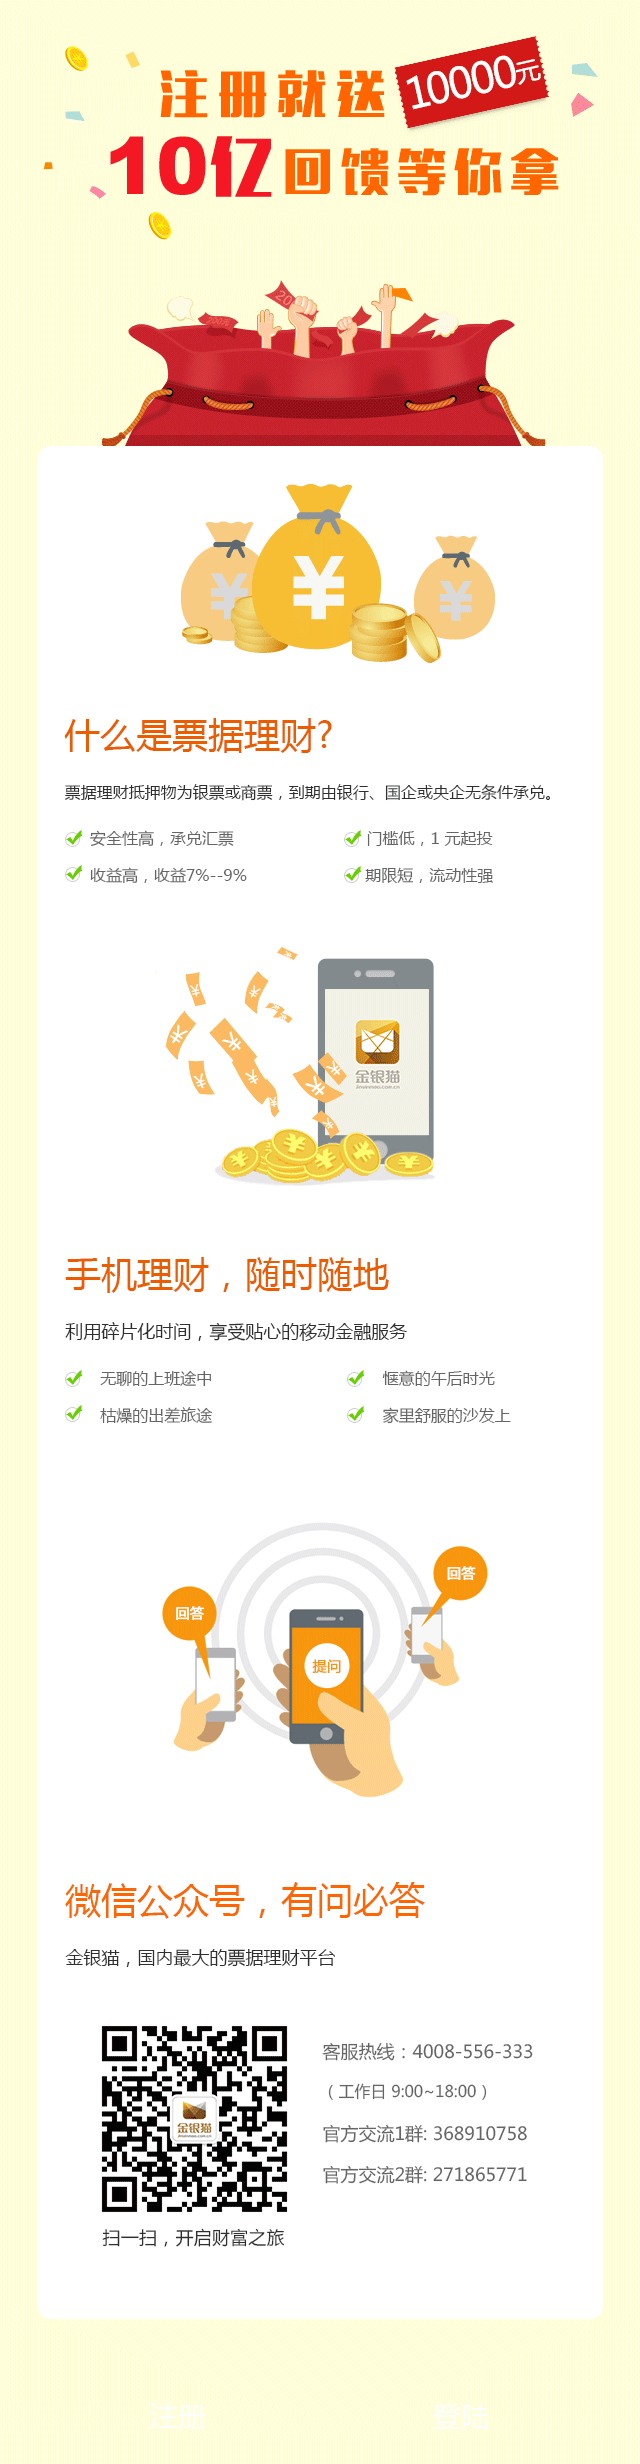 注册就送 10000元
10亿回馈等你拿
¥ ¥ ¥
什么是票据理财?
票据理财抵押物为银票或商票，到期由银行、国企或央企无条件承兑。
安全性高，承兑汇票 门槛低，1 元起投
收益高，收益7%--9% 期限短，流动性强
金银猫
手机理财，随时随地
利用碎片化时间，享受贴心的移动金融服务
无聊的上班途中 惬意的午后时光
枯燥的出差旅途 家里舒服的沙发上
回答
回答
提问
微信公众号，有问必答
金银猫，国内最大的票据理财平台
客服热线：4008-556-333
（工作日 9:00~18:00）
官方交流1群: 368910758
官方交流2群: 271865771
金银猫
扫一扫，开启财富之旅
注册 登陆